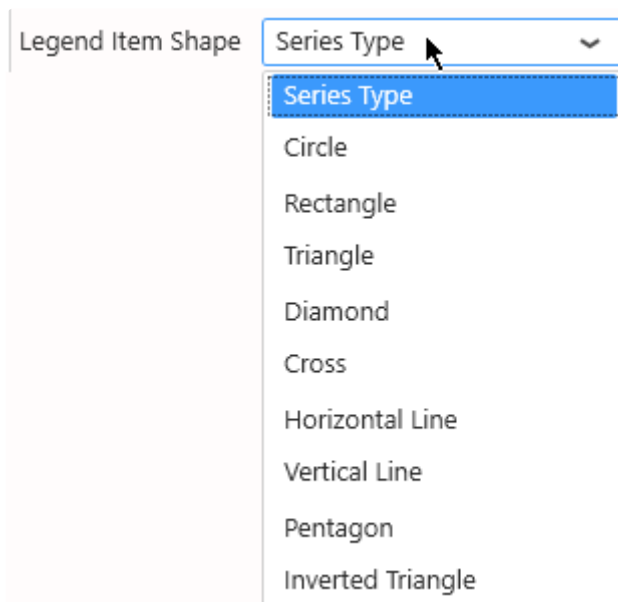 Legend Item Shape Series Type
Series Type
Circle
Rectangle
Triangle
Diamond
Cross
Horizontal Line
Vertical Line
Pentagon
Inverted Triangle